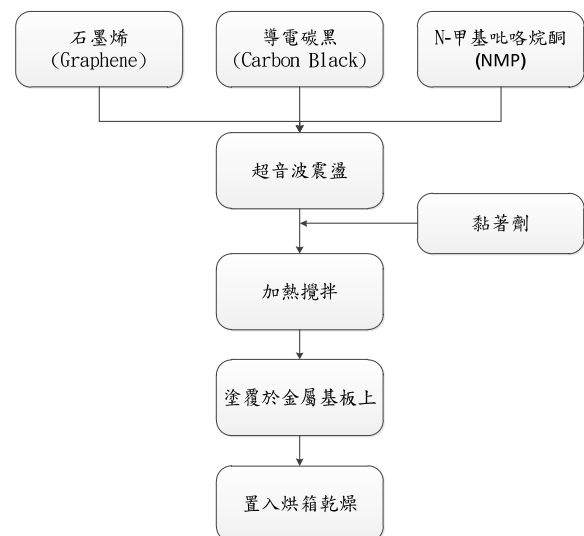 石墨烯
(Graphene)
導電碳黑
(Carbon Black)
N-甲基吡咯烷酮
(NMP)
超音波震盪
黏著劑
加熱攪拌
塗覆於金屬基板上
置入烘箱乾燥